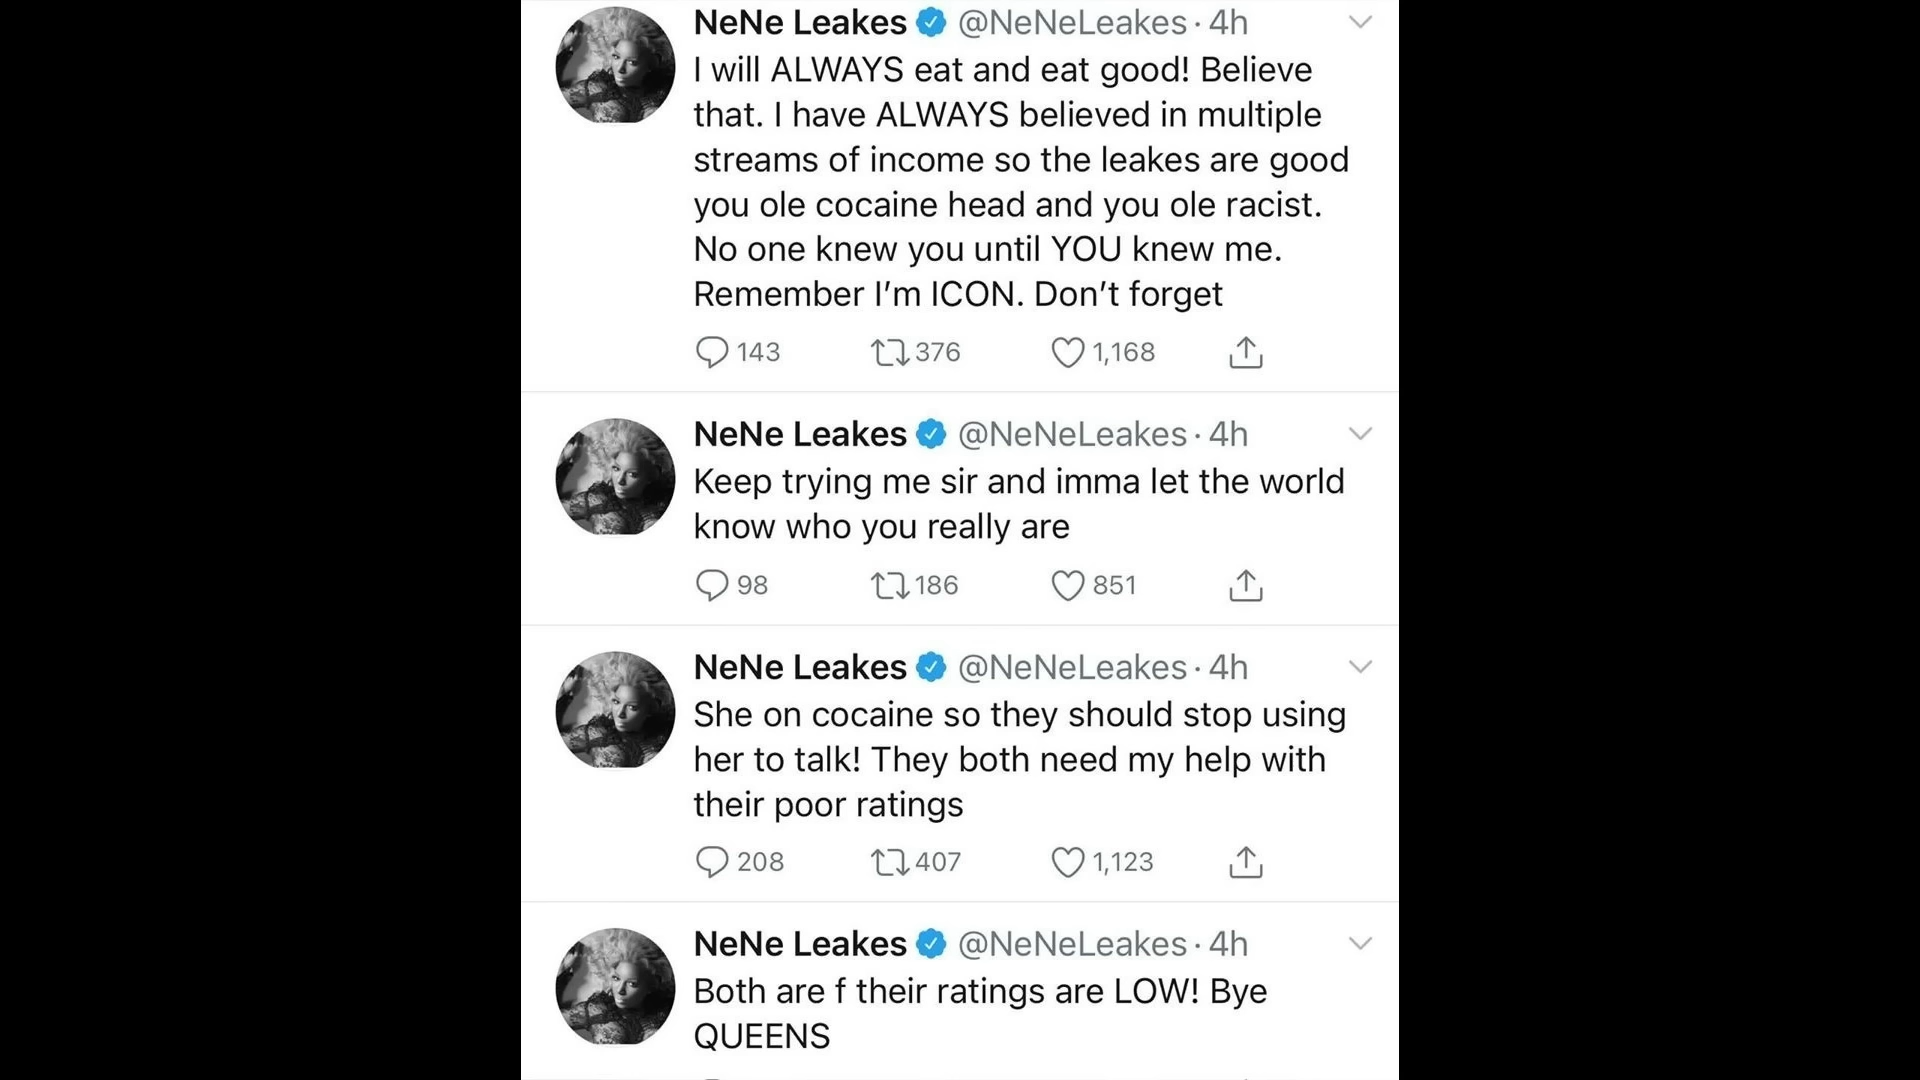 NeNe Leakes @NeNeLeakes · 4h
I will ALWAYS eat and eat good! Believe
that. I have ALWAYS believed in multiple
streams of income so the leakes are good
you ole cocaine head and you ole racist.
No one knew you until YOU knew me.
Remember I’m ICON. Don’t forget
143 376 1,168
NeNe Leakes @NeNeLeakes · 4h
Keep trying me sir and imma let the world
know who you really are
98 186 851
NeNe Leakes @NeNeLeakes · 4h
She on cocaine so they should stop using
her to talk! They both need my help with
their poor ratings
208 407 1,123
NeNe Leakes @NeNeLeakes · 4h
Both are f their ratings are LOW! Bye
QUEENS